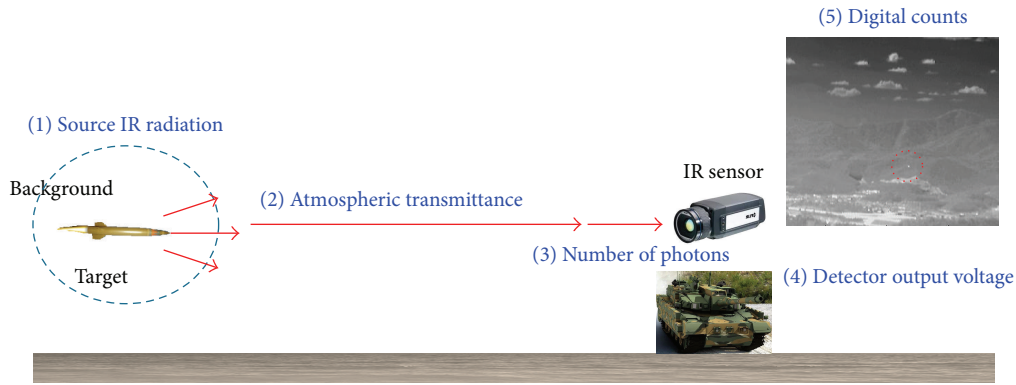 (5) Digital counts
(1) Source IR radiation
IR sensor
Background
(2) Atmospheric transmittance
(3) Number of photons
Target
(4) Detector output voltage